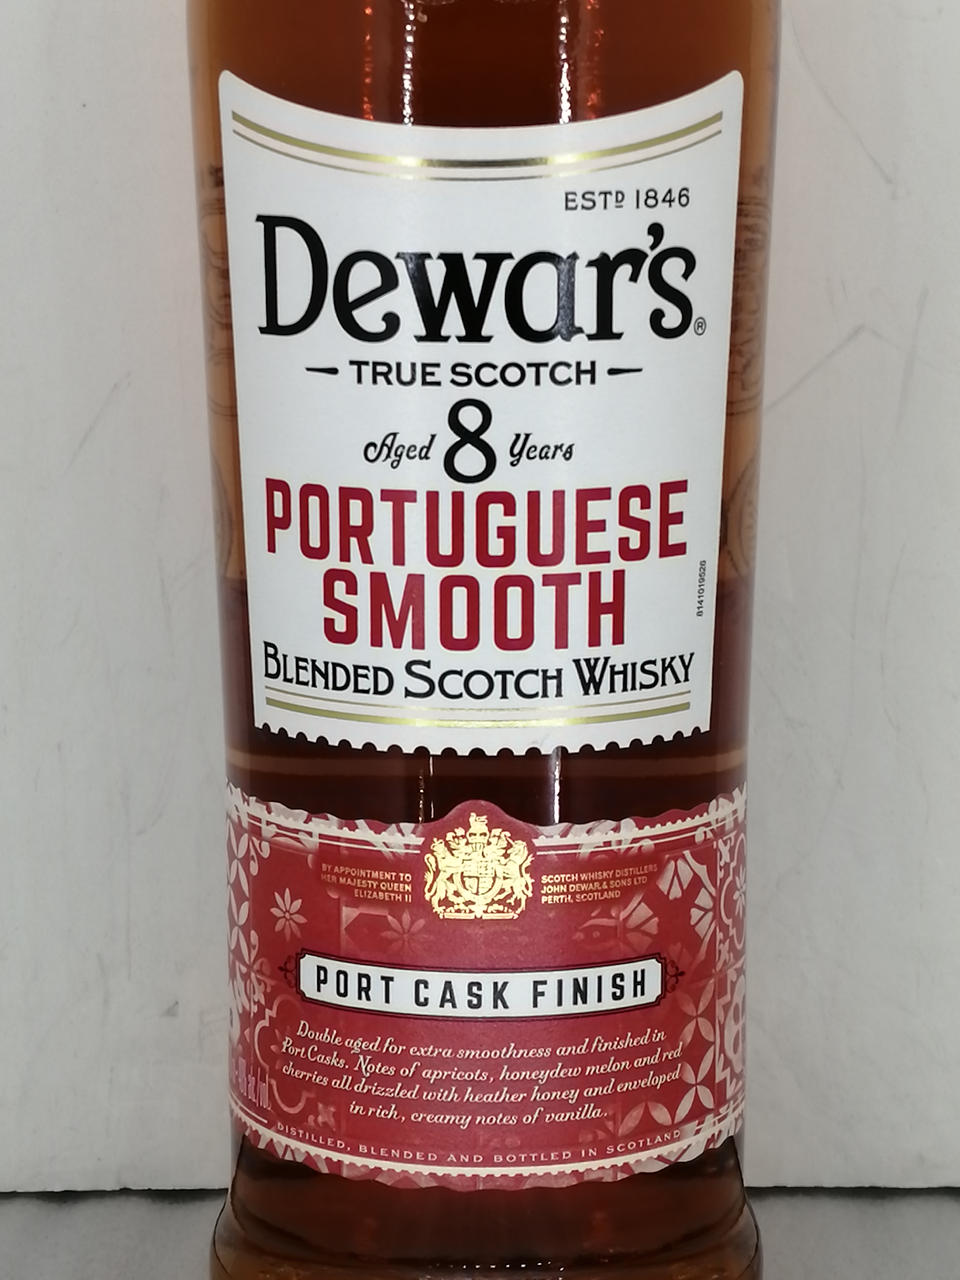 ESTD 1846
Dewar's®
TRUE SCOTCH
Aged 8 Years
PORTUGUESE
SMOOTH
8141019526
BLENDED SCOTCH WHISKY
BY APPOINTMENT TO
HER MAJESTY QUEEN
ELIZABETH II
SCOTCH WHISKY DISTILLERS
JOHN DEWAR & SONS LTD
PERTH, SCOTLAND
PORT CASK FINISH
Double aged for extra smoothness and finished in
Port Casks. Notes of apricots, honeydew melon and red
cherries all drizzled with heather honey and enveloped
in rich, creamy notes of vanilla.
DISTILLED, BLENDED AND BOTTLED IN SCOTLAND